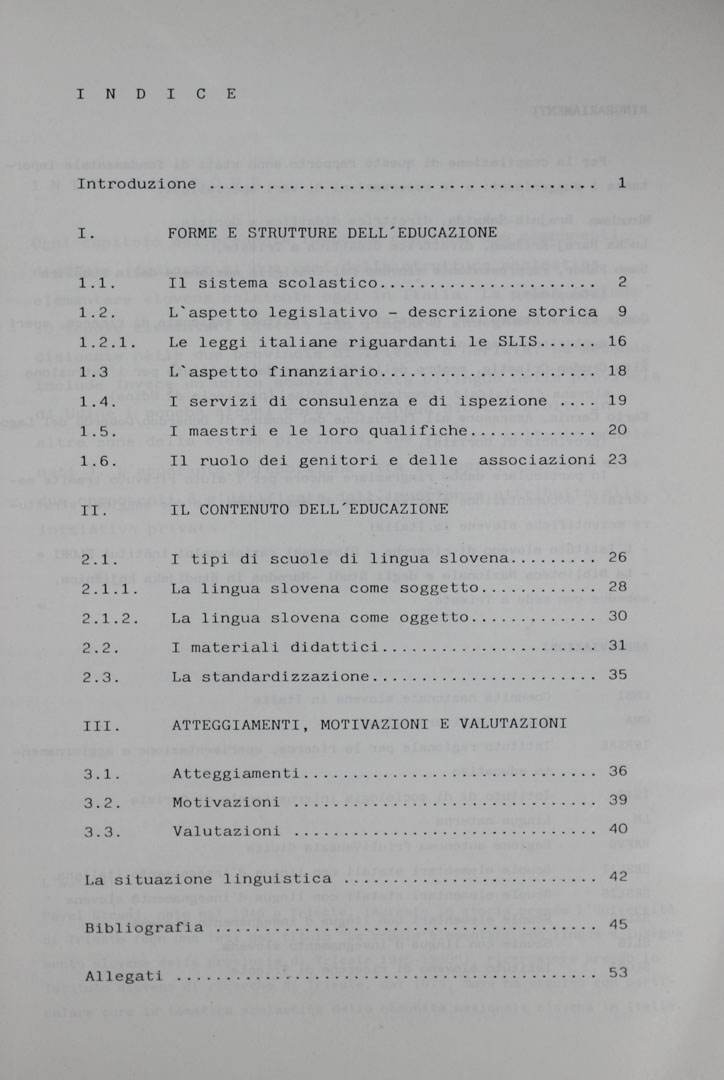 I N D I C E
Introduzione ....................................... 1
I. FORME E STRUTTURE DELL´EDUCAZIONE
1.1. Il sistema scolastico...................... 2
1.2. L`aspetto legislativo - descrizione storica 9
1.2.1. Le leggi italiane riguardanti le SLIS...... 16
1.3 L`aspetto finanziario...................... 18
1.4. I servizi di consulenza e di ispezione .... 19
1.5. I maestri e le loro qualifiche............. 20
1.6. Il ruolo dei genitori e delle associazioni 23
II. IL CONTENUTO DELL´EDUCAZIONE
2.1. I tipi di scuole di lingua slovena......... 26
2.1.1. La lingua slovena come soggetto............ 28
2.1.2. La lingua slovena come oggetto............. 30
2.2. I materiali didattici...................... 31
2.3. La standardizzazione....................... 35
III. ATTEGGIAMENTI, MOTIVAZIONI E VALUTAZIONI
3.1. Atteggiamenti.............................. 36
3.2. Motivazioni ............................... 39
3.3. Valutazioni ............................... 40
La situazione linguistica .......................... 42
Bibliografia ....................................... 45
Allegati ........................................... 53